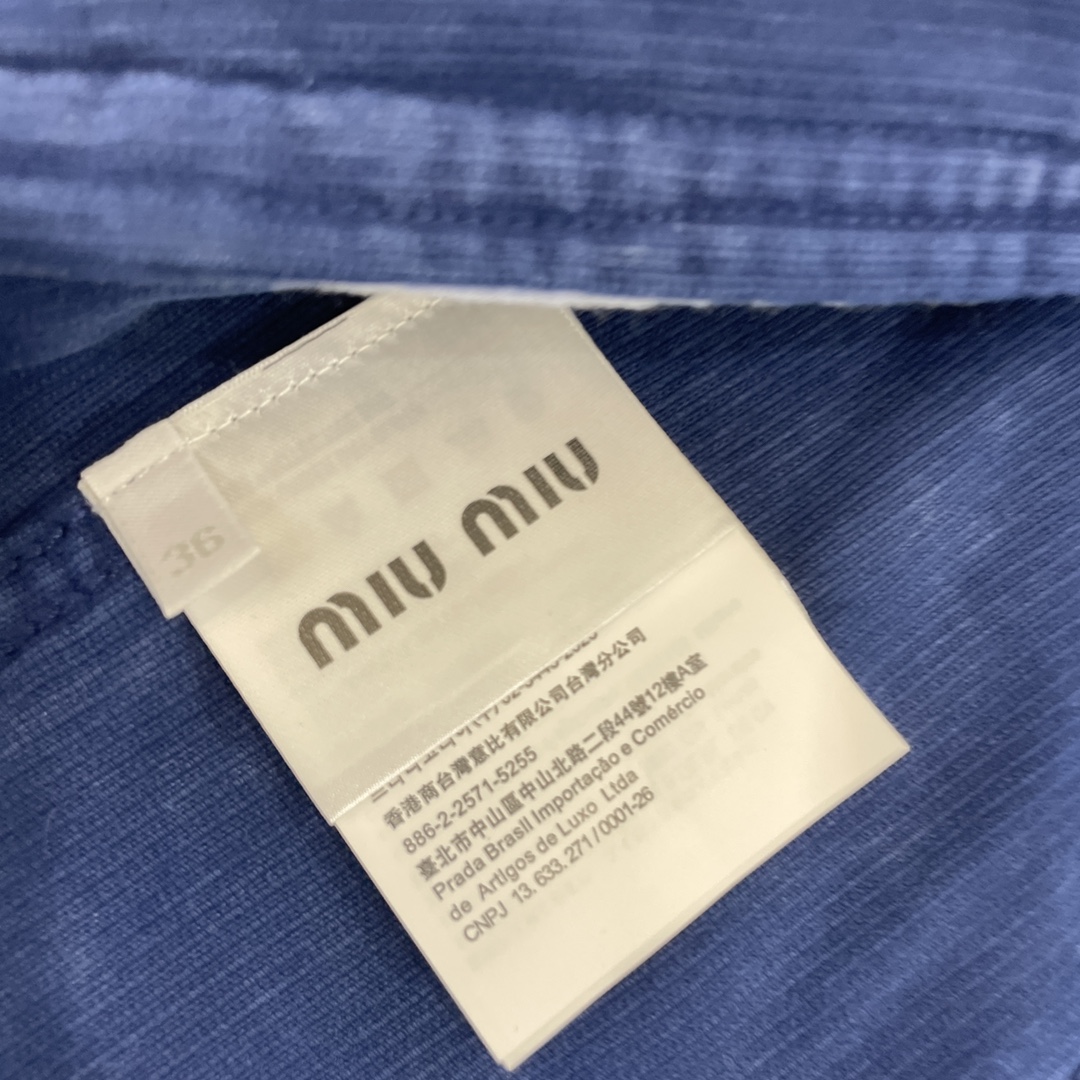 36
MIU MIU
香港商台灣意比有限公司台灣分公司
886-2-2571-5255
臺北市中山區中山北路二段44號12樓A室
Prada Brasil Importação e Comércio
de Artigos de Luxo Ltda
CNPJ 13.633.271/0001-26